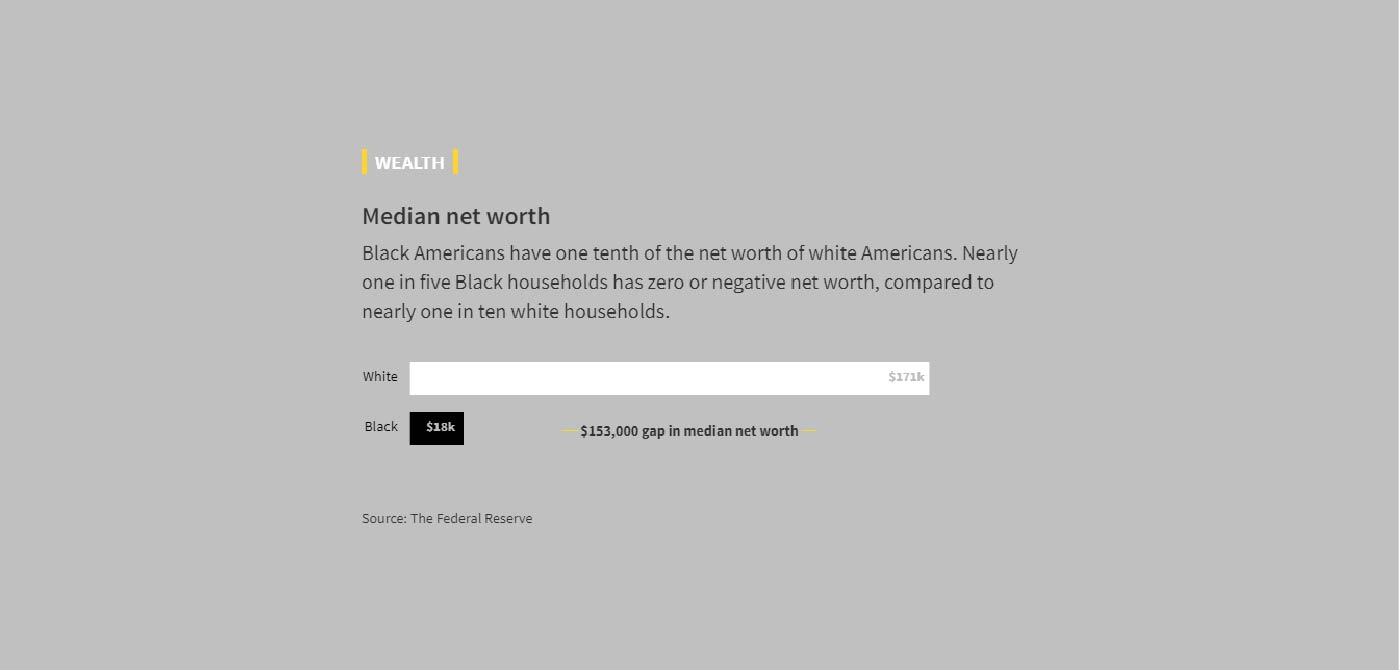 WEALTH
Median net worth
Black Americans have one tenth of the net worth of white Americans. Nearly
one in five Black households has zero or negative net worth, compared to
nearly one in ten white households.
White $171k
Black $18k $153,000 gap in median net worth
Source: The Federal Reserve